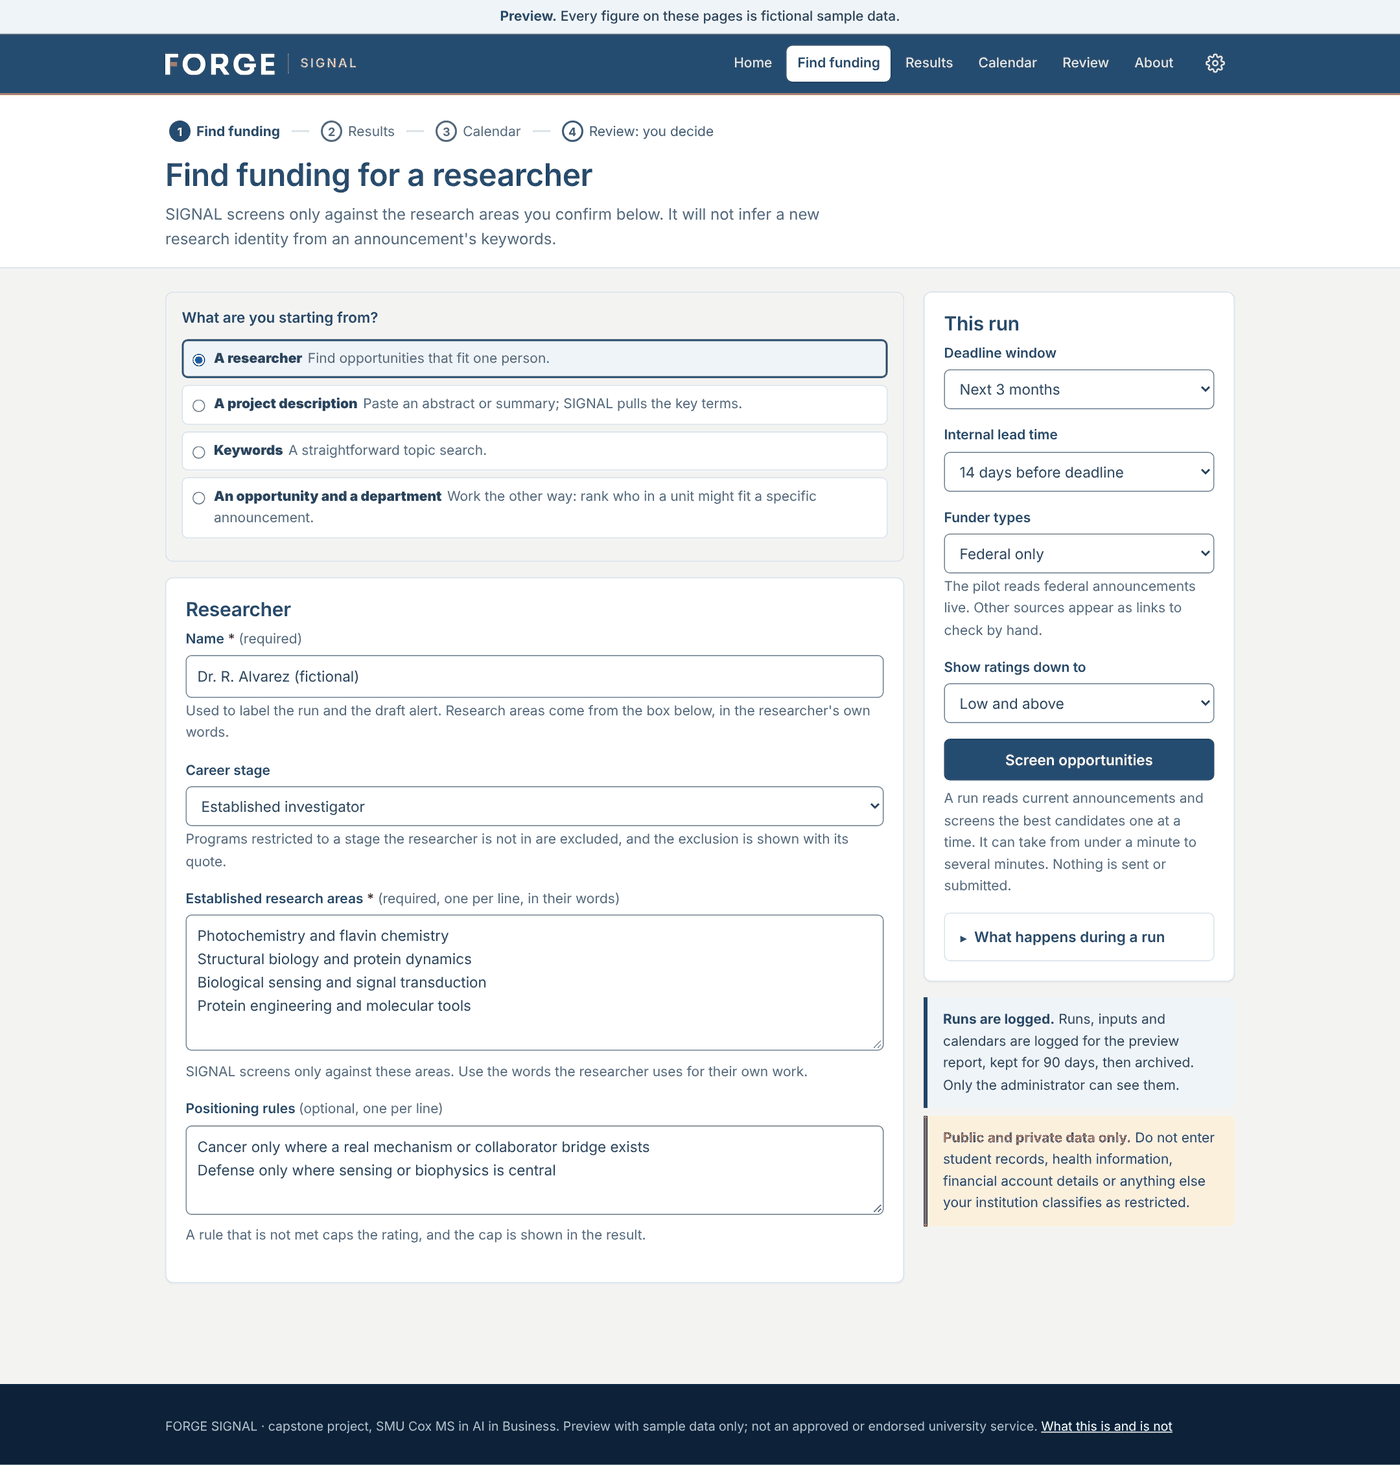 Preview. Every figure on these pages is fictional sample data.
FORGE SIGNAL
Home Find funding Results Calendar Review About
1 Find funding 2 Results 3 Calendar 4 Review: you decide
Find funding for a researcher
SIGNAL screens only against the research areas you confirm below. It will not infer a new
research identity from an announcement's keywords.
What are you starting from?
A researcher Find opportunities that fit one person.
A project description Paste an abstract or summary; SIGNAL pulls the key terms.
Keywords A straightforward topic search.
An opportunity and a department Work the other way: rank who in a unit might fit a specific
announcement.
Researcher
Name * (required)
Dr. R. Alvarez (fictional)
Used to label the run and the draft alert. Research areas come from the box below, in the researcher's own
words.
Career stage
Established investigator
Programs restricted to a stage the researcher is not in are excluded, and the exclusion is shown with its
quote.
Established research areas * (required, one per line, in their words)
Photochemistry and flavin chemistry
Structural biology and protein dynamics
Biological sensing and signal transduction
Protein engineering and molecular tools
SIGNAL screens only against these areas. Use the words the researcher uses for their own work.
Positioning rules (optional, one per line)
Cancer only where a real mechanism or collaborator bridge exists
Defense only where sensing or biophysics is central
A rule that is not met caps the rating, and the cap is shown in the result.
This run
Deadline window
Next 3 months
Internal lead time
14 days before deadline
Funder types
Federal only
The pilot reads federal announcements
live. Other sources appear as links to
check by hand.
Show ratings down to
Low and above
Screen opportunities
A run reads current announcements and
screens the best candidates one at a
time. It can take from under a minute to
several minutes. Nothing is sent or
submitted.
▸ What happens during a run
Runs are logged. Runs, inputs and
calendars are logged for the preview
report, kept for 90 days, then archived.
Only the administrator can see them.
Public and private data only. Do not enter
student records, health information,
financial account details or anything else
your institution classifies as restricted.
FORGE SIGNAL · capstone project, SMU Cox MS in AI in Business. Preview with sample data only; not an approved or endorsed university service. What this is and is not